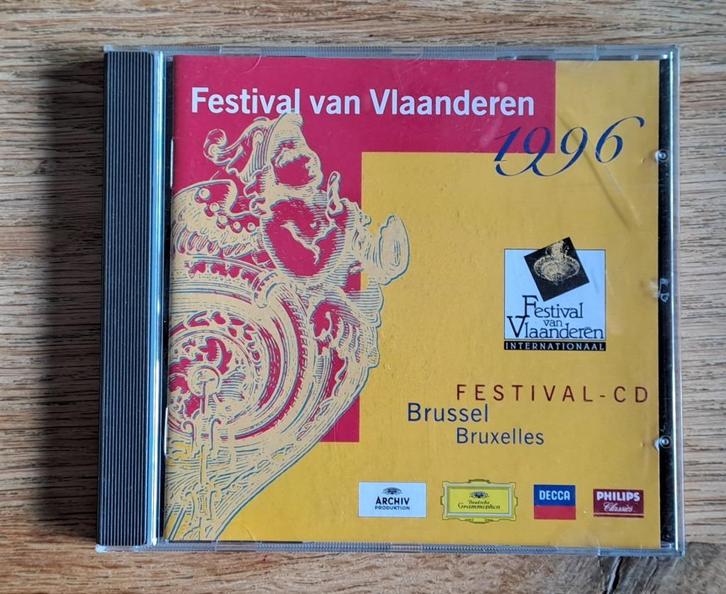 Festival van Vlaanderen
1996
Festival
van
Vlaanderen
INTERNATIONAAL
FESTIVAL-CD
Brussel
Bruxelles
ARCHIV
PRODUKTION
Deutsche
Grammophon
DECCA
PHILIPS
Classics